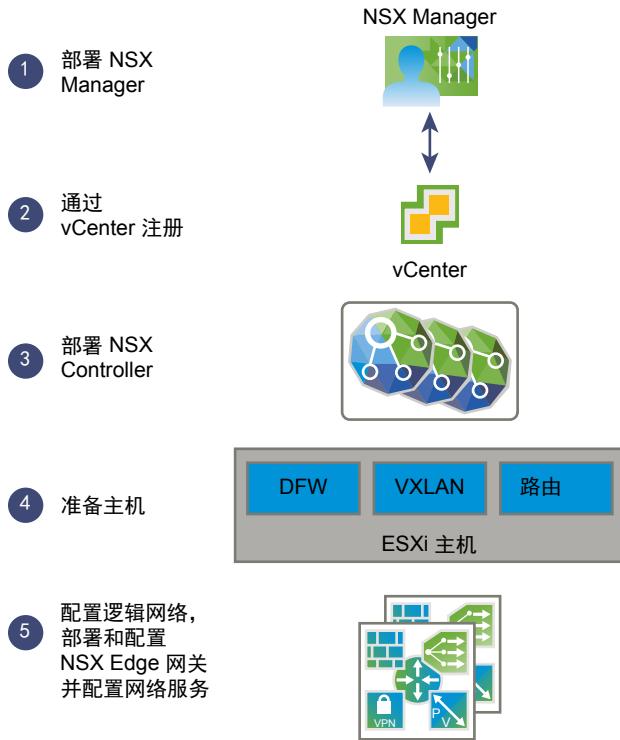 NSX Manager
1
部署 NSX
Manager
2
通过
vCenter 注册
vCenter
3
部署 NSX
Controller
4
准备主机
DFW
VXLAN
路由
ESXi 主机
5
配置逻辑网络，
部署和配置
NSX Edge 网关
并配置网络服务
VPN
P
V